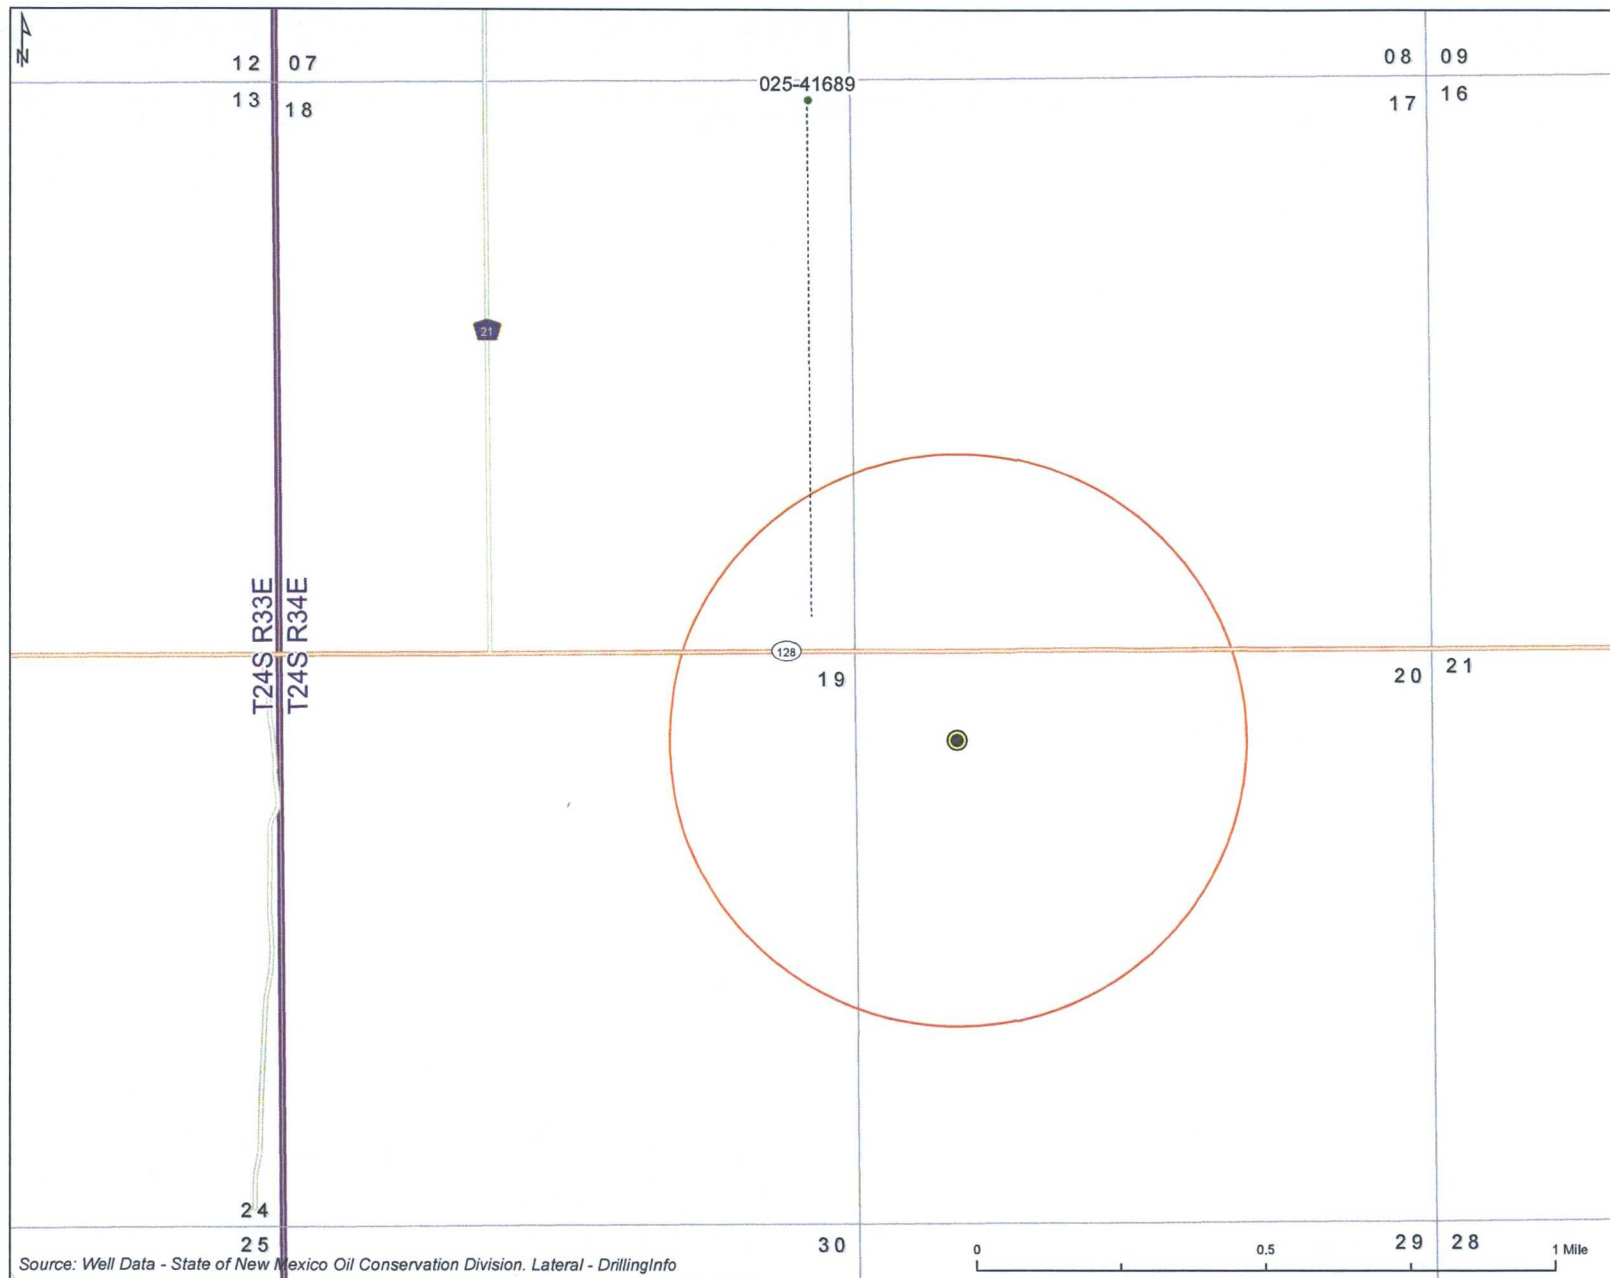 N
12 07
08 09
13 18
17 16
025-41689
21
T24S R33E
T24S R34E
128
19
20 21
24
25
30
29 28
0 0.5 1 Mile
Source: Well Data - State of New Mexico Oil Conservation Division. Lateral - DrillingInfo